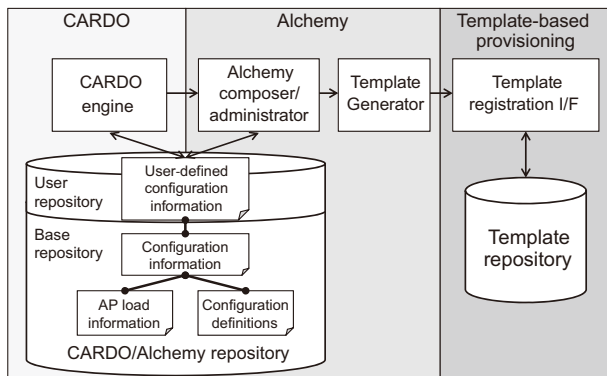 CARDO
Alchemy
Template-based
provisioning
CARDO
engine
Alchemy
composer/
administrator
Template
Generator
Template
registration I/F
User
repository
User-defined
configuration
information
Base
repository
Configuration
information
AP load
information
Configuration
definitions
CARDO/Alchemy repository
Template
repository